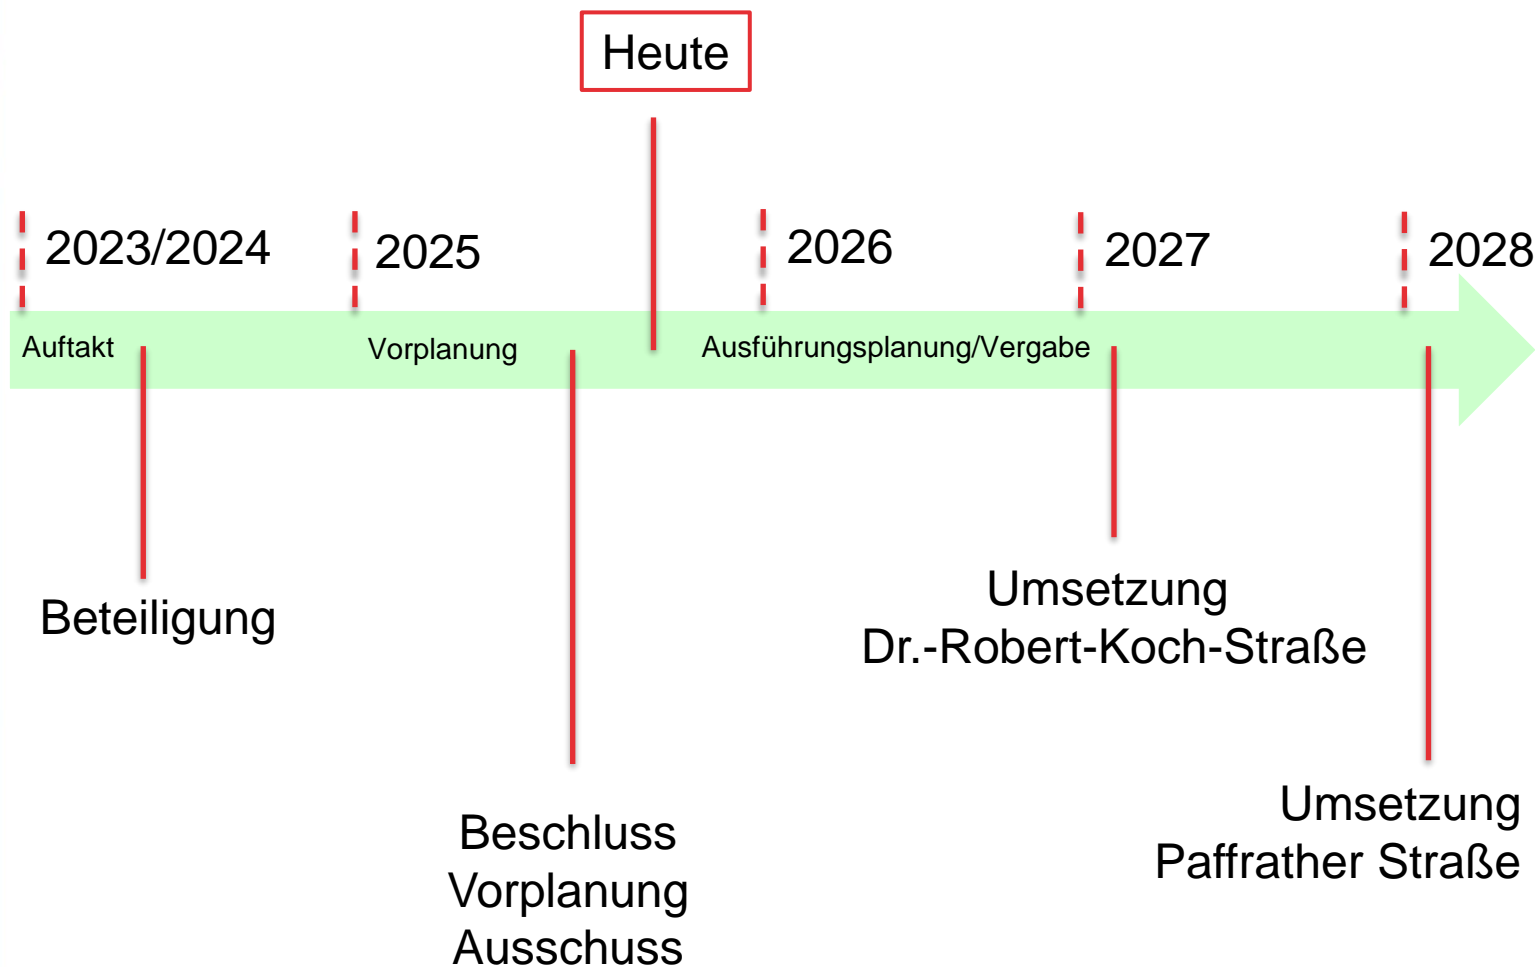 Heute
2023/2024
2025
2026
2027
2028
Auftakt
Vorplanung
Ausführungsplanung/Vergabe
Beteiligung
Umsetzung
Dr.-Robert-Koch-Straße
Beschluss
Vorplanung
Ausschuss
Umsetzung
Paffrather Straße